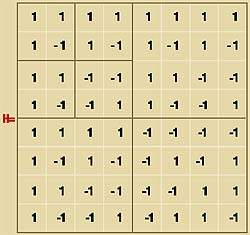 1 1 1 1 1 1 1 1
1 -1 1 -1 1 -1 1 -1
1 1 -1 -1 1 1 -1 -1
1 -1 -1 1 1 -1 -1 1
H=
1 1 1 1 -1 -1 -1 -1
1 -1 1 -1 -1 1 -1 1
1 1 -1 -1 -1 -1 1 1
1 -1 -1 1 -1 1 1 -1